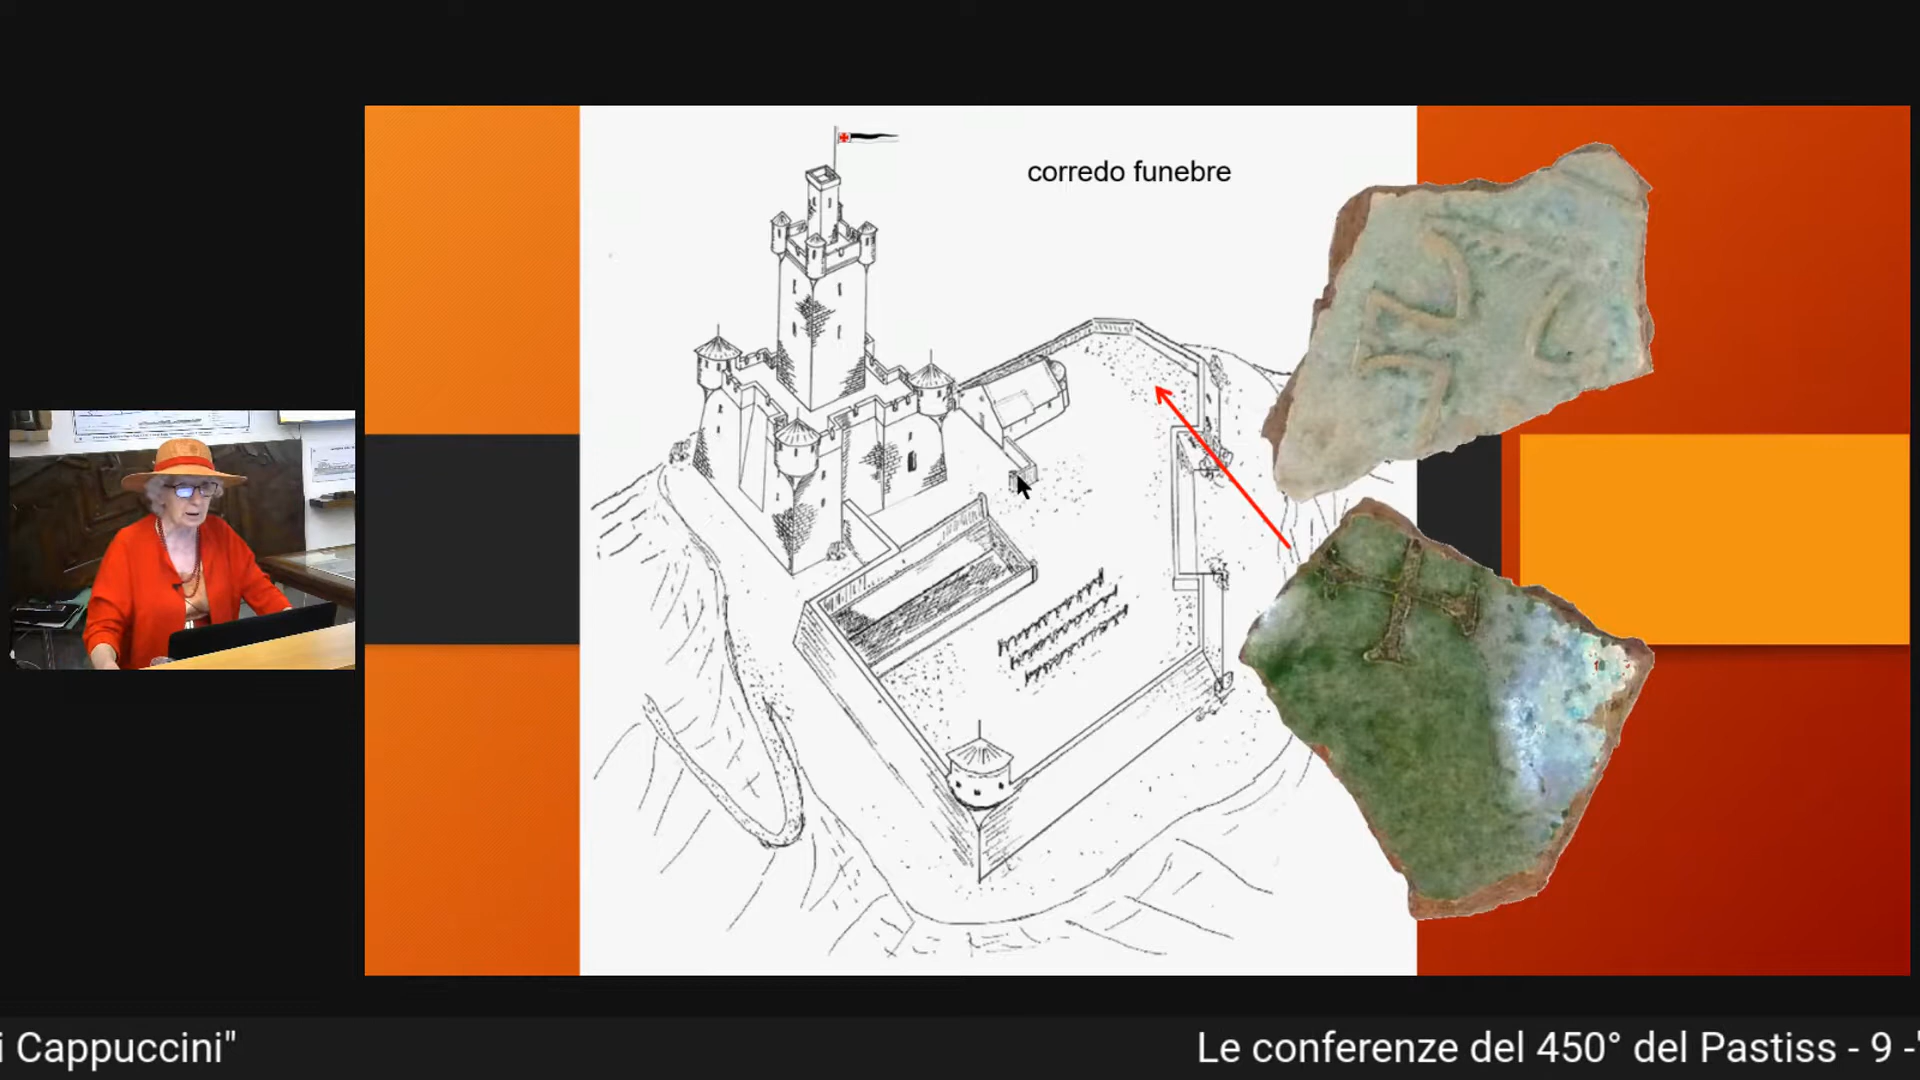 corredo funebre
i Cappuccini"
Le conferenze del 450° del Pastiss - 9 -"